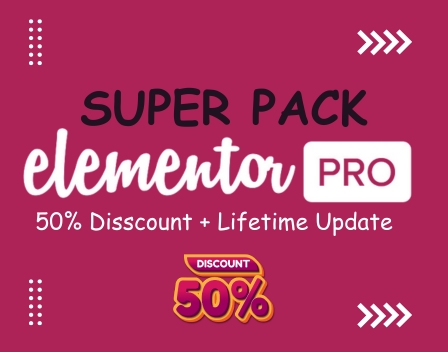 SUPER PACK
elementor PRO
50% Disscount + Lifetime Update
DISCOUNT
50%